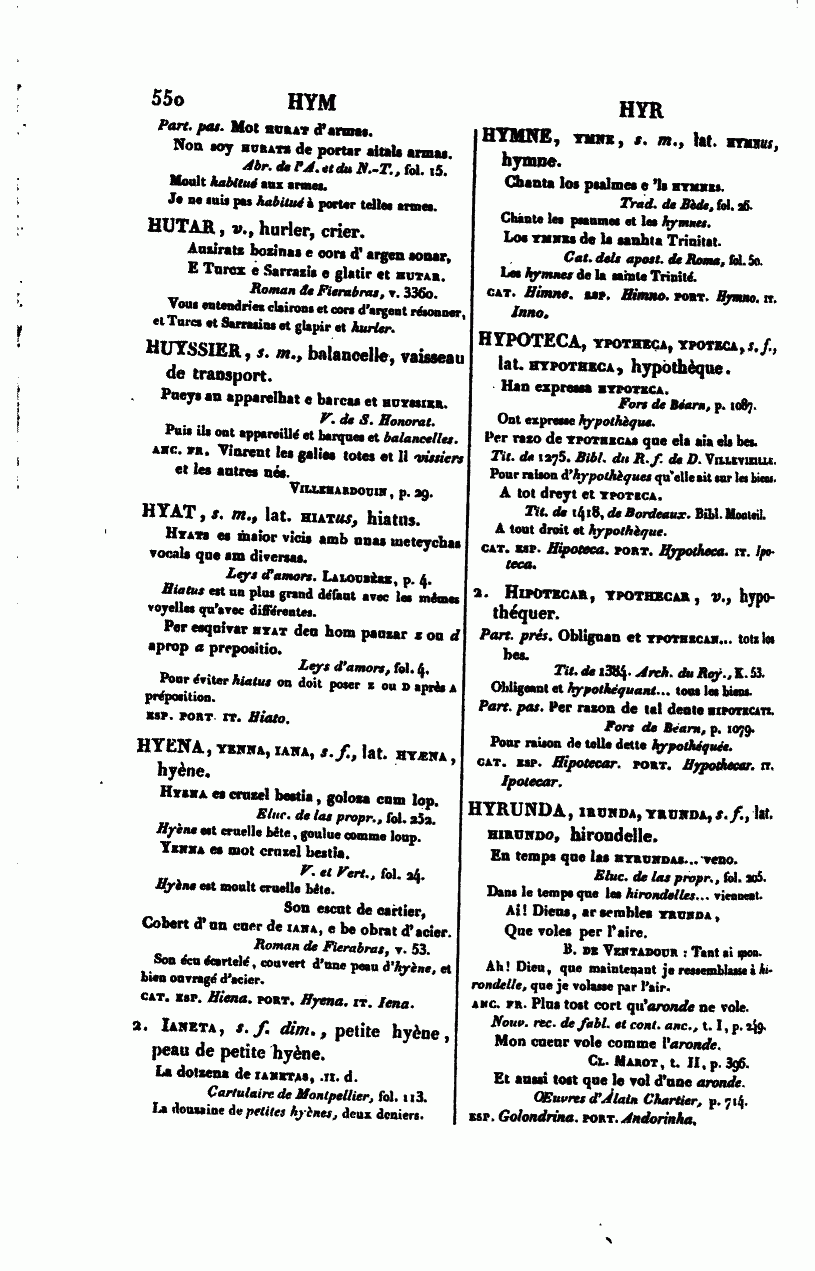 550 HYM
Part. pas. Mot HURAT d'armes.
Non soy HURATS de portar aitals armas.
Abr. de l'A. et du N.-T., fol. 15.
Moult habitué aux armes.
Je ne suis pas habitué à porter telles armes.
HUTAR, v., hurler, crier.
Auzirats bozinas e cors d'argen sonar,
E Turcx e Sarrazis e glatir et HUTAR.
Roman de Fierabras, v. 3360.
Vous entendries clairons et cors d'argent résonner,
et Turcs et Sarrasins et glapir et hurler.
HUYSSIER, s. m., balancelle, vaisseau
de transport.
Pueys an apparelhat e barcas et HUYSSIER.
V. de S. Honorat.
Puis ils ont appareillé et barques et balancelles.
ANC. FR. Vinrent les galies totes et li vissiers
et les autres nés.
VILLEHARDOUIN, p. 29.
HYAT, s. m., lat. HIATUS, hiatus.
HYATS es maior vicis amb unas meteychas
vocals que am diversas.
Leys d'amors. LALOUBÈRE, p. 4.
Hiatus est un plus grand défaut avec les mêmes
voyelles qu'avec différentes.
Per esquivar HYAT deu hom pauzar z ou d
aprop a prepositio.
Leys d'amors, fol. 4.
Pour éviter hiatus on doit poser z ou D après A
préposition.
ESP. PORT. IT. Hiato.
HYENA, YENNA, IANA, s. f., lat. HYÆNA,
hyène.
HYENA es cruzel bestia, goloza cum lop.
Eluc. de las propr., fol. 252.
Hyène est cruelle bête, goulue comme loup.
YENNA es mot cruzel bestia.
V. et Vert., fol. 24.
Hyène est moult cruelle bête.
Son escut de cartier,
Cobert d'un cuer de IANA, e be obrat d'acier.
Roman de Fierabras, v. 53.
Son écu écartelé, couvert d'une peau d'hyène, et
bien ouvragé d'acier.
CAT. ESP. Hiena. PORT. Hyena. IT. Iena.
2. IANETA, s. f. dim., petite hyène,
peau de petite hyène.
La dotzena de IANETAS, .II. d.
Cartulaire de Montpellier, fol. 113.
La douzaine de petites hyènes, deux deniers.
HYR
HYMNE, YMNE, s. m., lat. HYMNUS,
hymne.
Chanta los psalmes e 'ls HYMNES.
Trad. de Bède, fol. 26.
Chante les psaumes et les hymnes.
Los YMNES de la sanhta Trinitat.
Cat. dels apost. de Roma, fol. 50.
Les hymnes de la sainte Trinité.
CAT. Himne. ESP. Himno. PORT. Hymno. IT.
Inno.
HYPOTECA, YPOTHECA, YPOTECA, s. f.,
lat. HYPOTHECA, hypothèque.
Han expressa HYPOTECA.
Fors de Béarn, p. 1087.
Ont expresse hypothèque.
Per razo de YPOTHECAS que ela aia els bes.
Tit. de 1275. Bibl. du R. f. de D. VILLEVIEILLE.
Pour raison d'hypothèques qu'elle ait sur les biens.
A tot dreyt et YPOTECA.
Tit. de 1418, de Bordeaux. Bibl. Monteil.
A tout droit et hypothèque.
CAT. ESP. Hipoteca. PORT. Hypotheca. IT. Ipo-
teca.
2. HIPOTECAR, YPOTHECAR, v., hypo-
théquer.
Part. prés. Obligan et YPOTHECAN... tots los
bes.
Tit. de 1384. Arch. du Roy., K. 53.
Obligeant et hypothéquant... tous les biens.
Part. pas. Per razon de tal deute HIPOTECATS.
Fors de Béarn, p. 1079.
Pour raison de telle dette hypothéquée.
CAT. ESP. Hipotecar. PORT. Hypothecar. IT.
Ipotecar.
HYRUNDA, IRUNDA, YRUNDA, s. f., lat.
HIRUNDO, hirondelle.
En temps que las HYRUNDAS... veno.
Eluc. de las propr., fol. 205.
Dans le temps que les hirondelles... viennent.
Ai! Dieus, ar sembles YRUNDA,
Que voles per l'aire.
B. DE VENTADOUR : Tant ai mon.
Ah! Dieu, que maintenant je ressemblasse à hi-
rondelle, que je volasse par l'air.
ANC. FR. Plus tost cort qu'aronde ne vole.
Nouv. rec. de fabl. et cont. anc., t. I, p. 249.
Mon cueur vole comme l'aronde.
CL. MAROT, t. II, p. 396.
Et aussi tost que le vol d'une aronde.
Œuvres d'Alain Chartier, p. 714.
ESP. Golondrina. PORT. Andorinha.